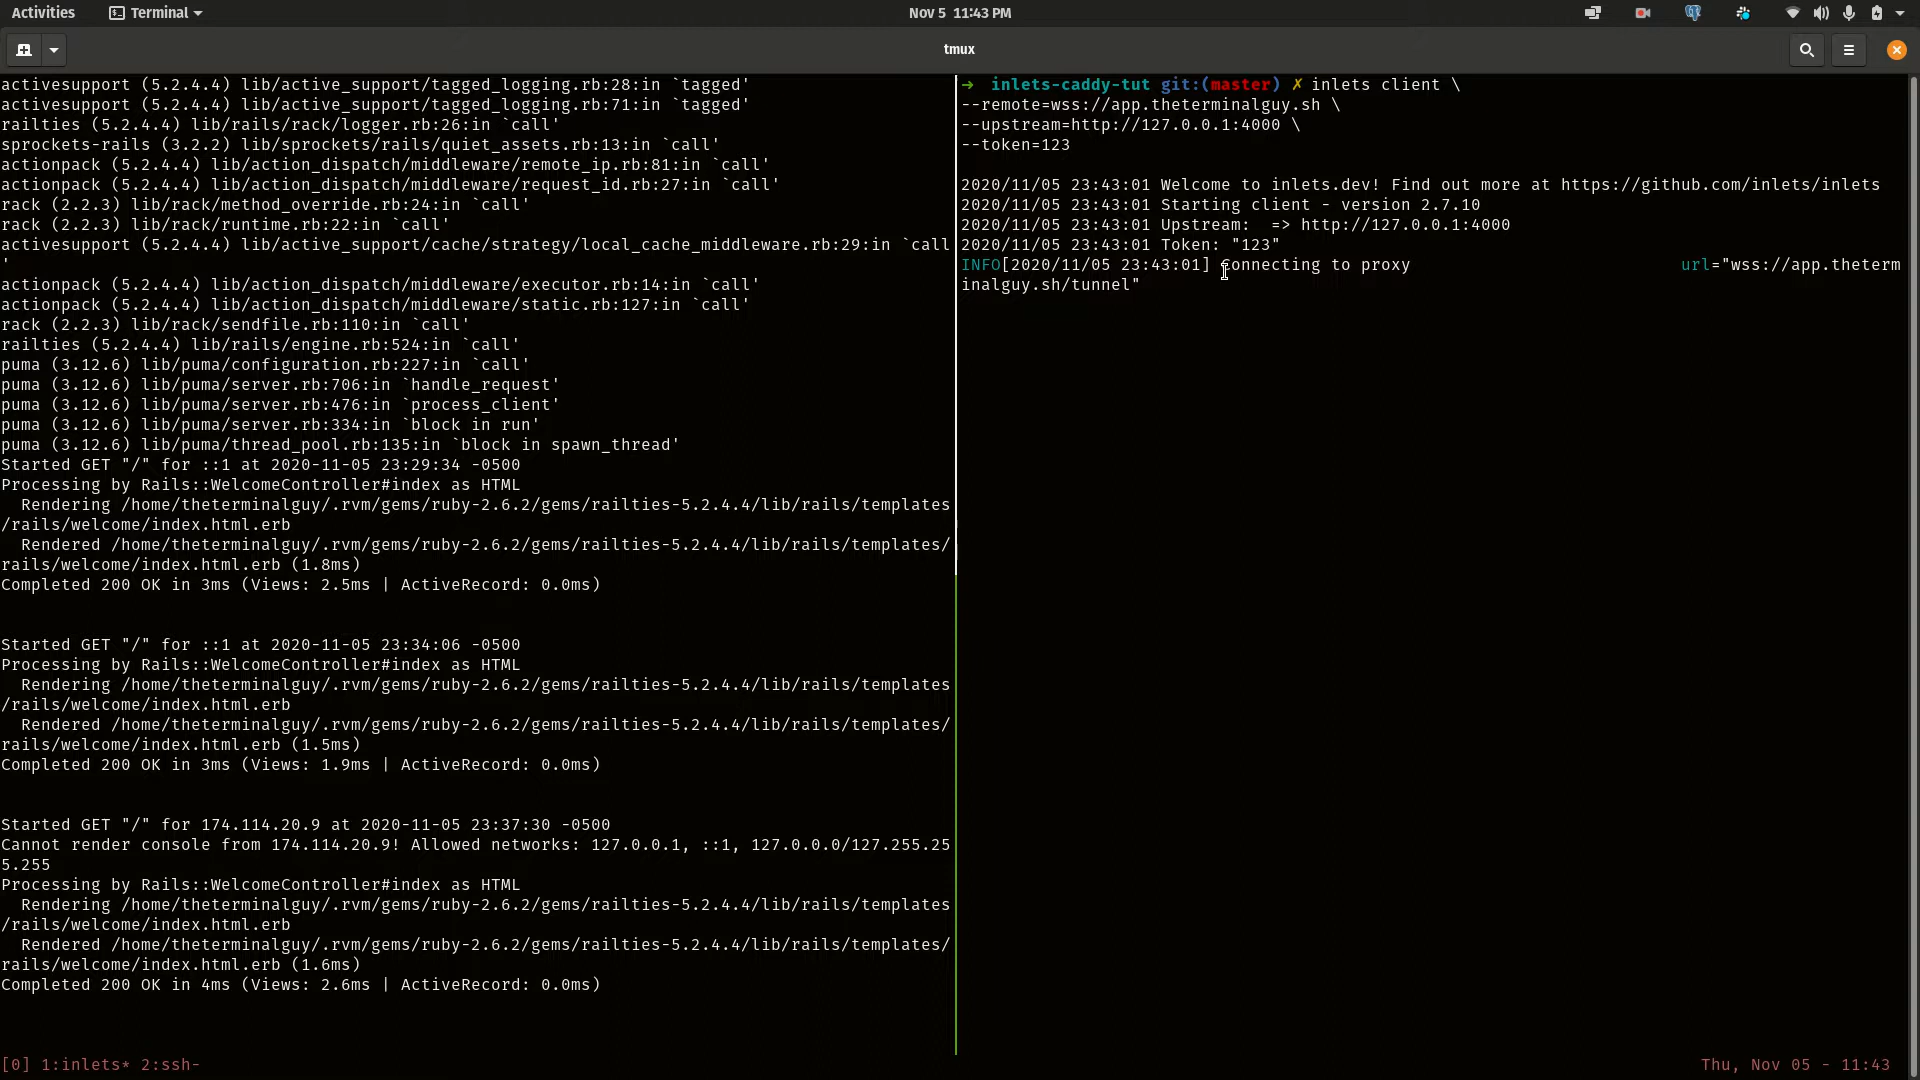 Activities Terminal Nov 5 11:43 PM
tmux
activesupport (5.2.4.4) lib/active_support/tagged_logging.rb:28:in `tagged'
activesupport (5.2.4.4) lib/active_support/tagged_logging.rb:71:in `tagged'
railties (5.2.4.4) lib/rails/rack/logger.rb:26:in `call'
sprockets-rails (3.2.2) lib/sprockets/rails/quiet_assets.rb:13:in `call'
actionpack (5.2.4.4) lib/action_dispatch/middleware/remote_ip.rb:81:in `call'
actionpack (5.2.4.4) lib/action_dispatch/middleware/request_id.rb:27:in `call'
rack (2.2.3) lib/rack/method_override.rb:24:in `call'
rack (2.2.3) lib/rack/runtime.rb:22:in `call'
activesupport (5.2.4.4) lib/active_support/cache/strategy/local_cache_middleware.rb:29:in `call
'
actionpack (5.2.4.4) lib/action_dispatch/middleware/executor.rb:14:in `call'
actionpack (5.2.4.4) lib/action_dispatch/middleware/static.rb:127:in `call'
rack (2.2.3) lib/rack/sendfile.rb:110:in `call'
railties (5.2.4.4) lib/rails/engine.rb:524:in `call'
puma (3.12.6) lib/puma/configuration.rb:227:in `call'
puma (3.12.6) lib/puma/server.rb:706:in `handle_request'
puma (3.12.6) lib/puma/server.rb:476:in `process_client'
puma (3.12.6) lib/puma/server.rb:334:in `block in run'
puma (3.12.6) lib/puma/thread_pool.rb:135:in `block in spawn_thread'
Started GET "/" for ::1 at 2020-11-05 23:29:34 -0500
Processing by Rails::WelcomeController#index as HTML
  Rendering /home/theterminalguy/.rvm/gems/ruby-2.6.2/gems/railties-5.2.4.4/lib/rails/templates
/rails/welcome/index.html.erb
  Rendered /home/theterminalguy/.rvm/gems/ruby-2.6.2/gems/railties-5.2.4.4/lib/rails/templates/
rails/welcome/index.html.erb (1.8ms)
Completed 200 OK in 3ms (Views: 2.5ms | ActiveRecord: 0.0ms)
Started GET "/" for ::1 at 2020-11-05 23:34:06 -0500
Processing by Rails::WelcomeController#index as HTML
  Rendering /home/theterminalguy/.rvm/gems/ruby-2.6.2/gems/railties-5.2.4.4/lib/rails/templates
/rails/welcome/index.html.erb
  Rendered /home/theterminalguy/.rvm/gems/ruby-2.6.2/gems/railties-5.2.4.4/lib/rails/templates/
rails/welcome/index.html.erb (1.5ms)
Completed 200 OK in 3ms (Views: 1.9ms | ActiveRecord: 0.0ms)
Started GET "/" for 174.114.20.9 at 2020-11-05 23:37:30 -0500
Cannot render console from 174.114.20.9! Allowed networks: 127.0.0.1, ::1, 127.0.0.0/127.255.25
5.255
Processing by Rails::WelcomeController#index as HTML
  Rendering /home/theterminalguy/.rvm/gems/ruby-2.6.2/gems/railties-5.2.4.4/lib/rails/templates
/rails/welcome/index.html.erb
  Rendered /home/theterminalguy/.rvm/gems/ruby-2.6.2/gems/railties-5.2.4.4/lib/rails/templates/
rails/welcome/index.html.erb (1.6ms)
Completed 200 OK in 4ms (Views: 2.6ms | ActiveRecord: 0.0ms)
→ inlets-caddy-tut git:(master) ✗ inlets client \
--remote=wss://app.theterminalguy.sh \
--upstream=http://127.0.0.1:4000 \
--token=123
2020/11/05 23:43:01 Welcome to inlets.dev! Find out more at https://github.com/inlets/inlets
2020/11/05 23:43:01 Starting client - version 2.7.10
2020/11/05 23:43:01 Upstream:  => http://127.0.0.1:4000
2020/11/05 23:43:01 Token: "123"
INFO[2020/11/05 23:43:01] Connecting to proxy url="wss://app.theterm
inalguy.sh/tunnel"
[0] 1:inlets* 2:ssh- Thu, Nov 05 - 11:43